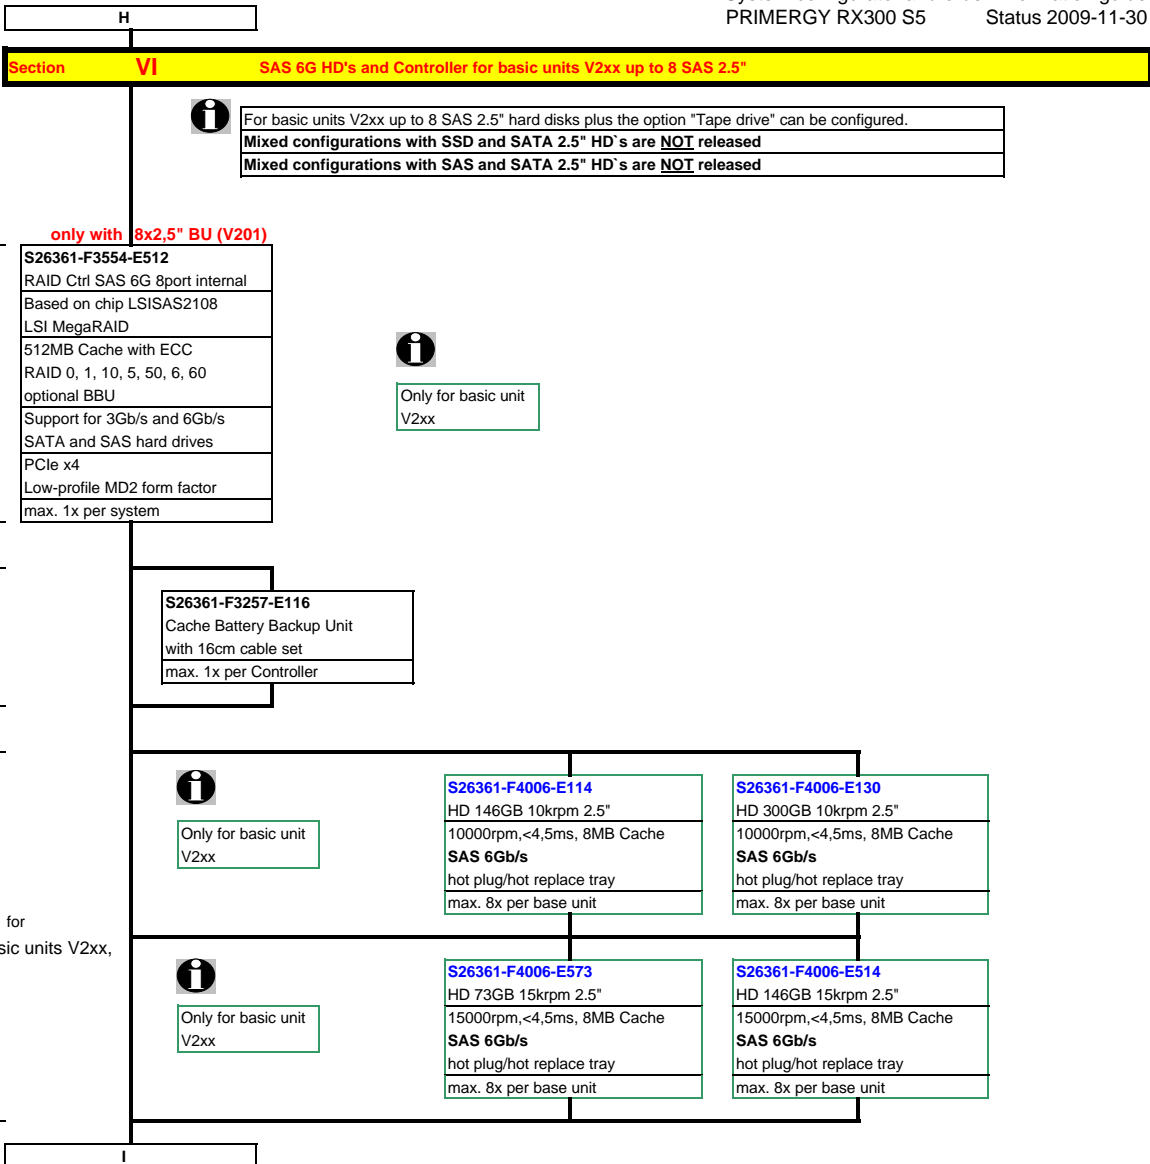 H
PRIMERGY RX300 S5 Status 2009-11-30
Section VI SAS 6G HD's and Controller for basic units V2xx up to 8 SAS 2.5"
For basic units V2xx up to 8 SAS 2.5" hard disks plus the option "Tape drive" can be configured.
Mixed configurations with SSD and SATA 2.5" HD`s are NOT released
Mixed configurations with SAS and SATA 2.5" HD`s are NOT released
only with 8x2,5" BU (V201)
S26361-F3554-E512
RAID Ctrl SAS 6G 8port internal
Based on chip LSISAS2108
LSI MegaRAID
512MB Cache with ECC
RAID 0, 1, 10, 5, 50, 6, 60
optional BBU
Support for 3Gb/s and 6Gb/s
SATA and SAS hard drives
PCIe x4
Low-profile MD2 form factor
max. 1x per system
Only for basic unit
V2xx
S26361-F3257-E116
Cache Battery Backup Unit
with 16cm cable set
max. 1x per Controller
Only for basic unit
V2xx
S26361-F4006-E114
HD 146GB 10krpm 2.5"
10000rpm,<4,5ms, 8MB Cache
SAS 6Gb/s
hot plug/hot replace tray
max. 8x per base unit
S26361-F4006-E130
HD 300GB 10krpm 2.5"
10000rpm,<4,5ms, 8MB Cache
SAS 6Gb/s
hot plug/hot replace tray
max. 8x per base unit
for
sic units V2xx,
Only for basic unit
V2xx
S26361-F4006-E573
HD 73GB 15krpm 2.5"
15000rpm,<4,5ms, 8MB Cache
SAS 6Gb/s
hot plug/hot replace tray
max. 8x per base unit
S26361-F4006-E514
HD 146GB 15krpm 2.5"
15000rpm,<4,5ms, 8MB Cache
SAS 6Gb/s
hot plug/hot replace tray
max. 8x per base unit
I